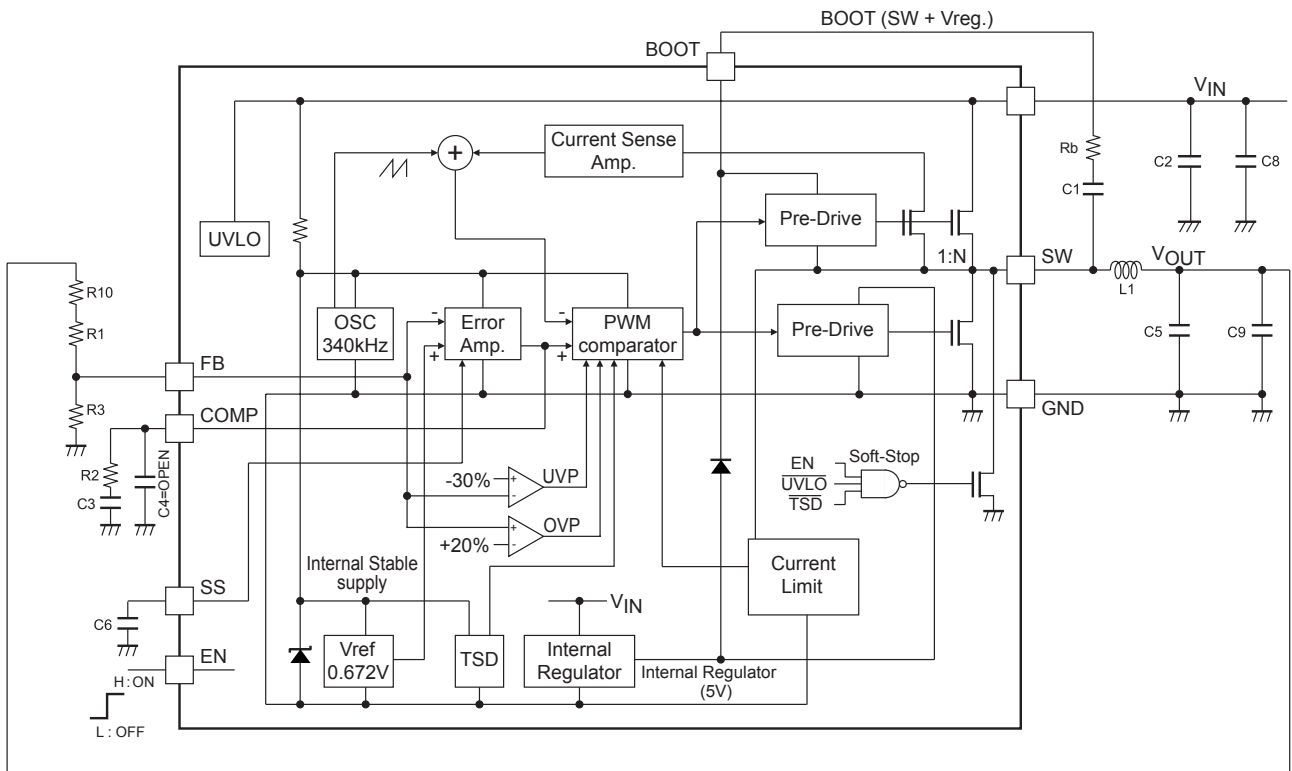 BOOT (SW + Vreg.)
BOOT
VIN
Current Sense
Amp.
+
Rb
C1
C2
C8
UVLO
Pre-Drive
1:N
SW
VOUT
L1
R10
R1
OSC
340kHz
-
Error
Amp.
+
-
PWM
comparator
+
Pre-Drive
C5
C9
FB
R3
COMP
GND
R2
C3
C4=OPEN
-30%
+
-
UVP
+20%
+
-
OVP
EN
UVLO
TSD
Soft-Stop
Internal Stable
supply
Current
Limit
SS
C6
VIN
Vref
0.672V
TSD
Internal
Regulator
Internal Regulator
(5V)
EN
H:ON
L : OFF